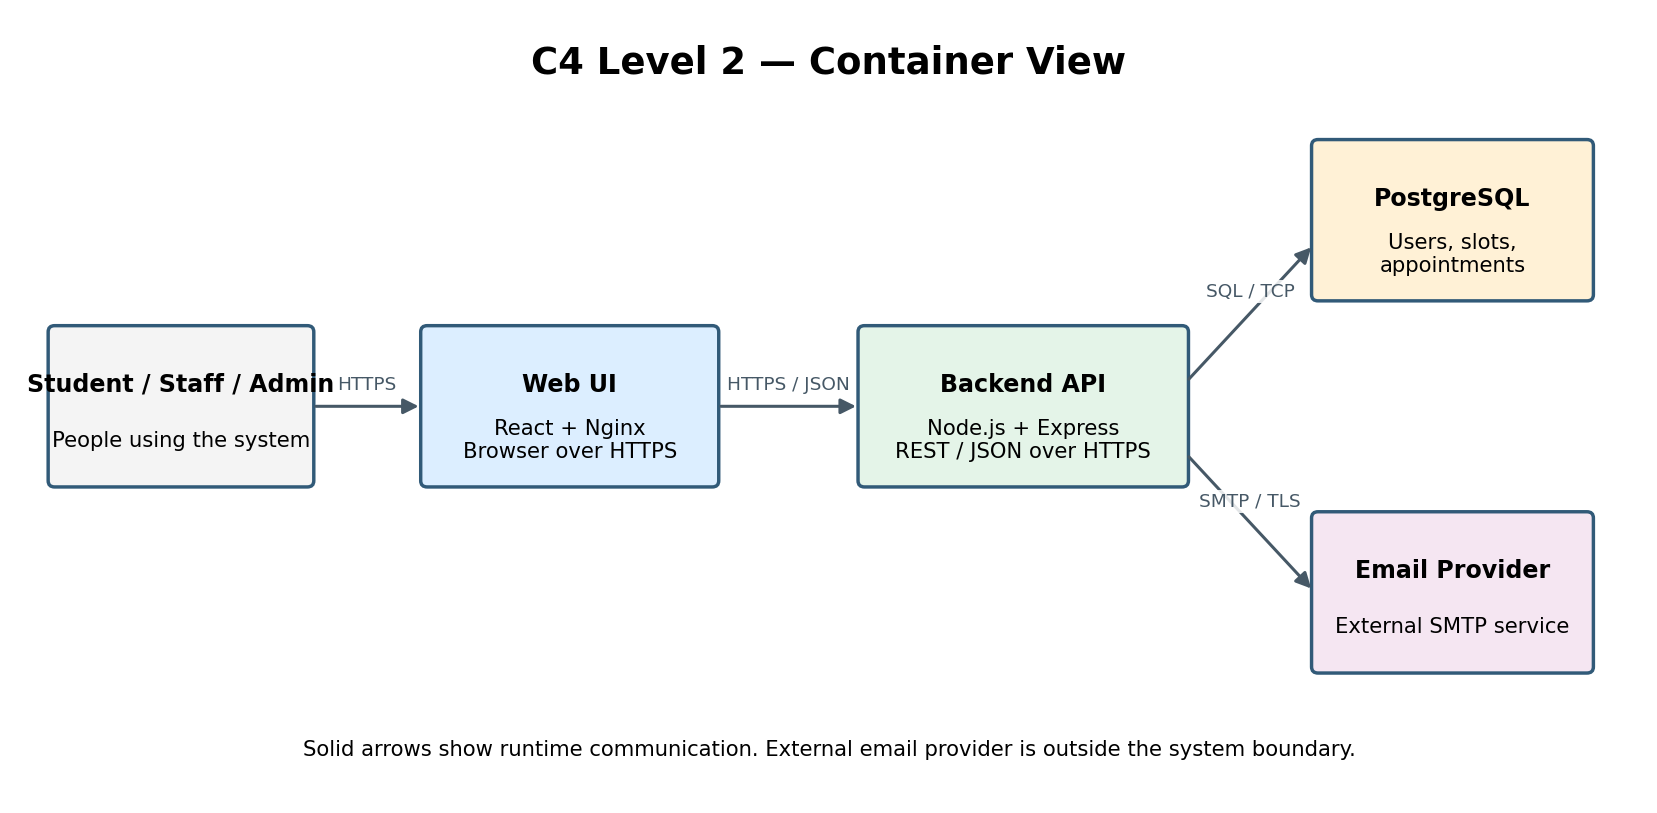 C4 Level 2 — Container View
PostgreSQL
Users, slots,
appointments
SQL / TCP
Student / Staff / Admin
People using the system
HTTPS
Web UI
React + Nginx
Browser over HTTPS
HTTPS / JSON
Backend API
Node.js + Express
REST / JSON over HTTPS
SMTP / TLS
Email Provider
External SMTP service
Solid arrows show runtime communication. External email provider is outside the system boundary.